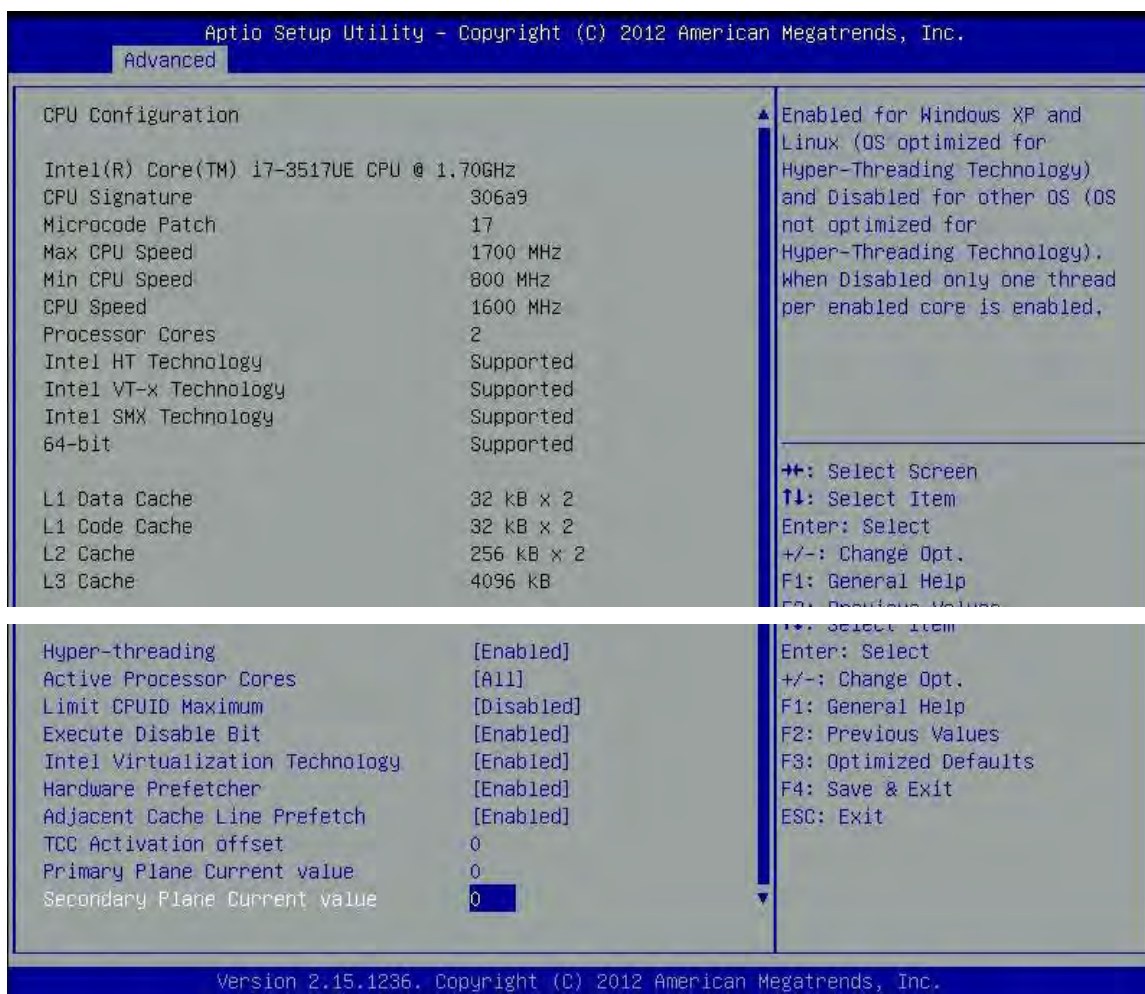 Aptio Setup Utility – Copyright (C) 2012 American Megatrends, Inc.
Advanced
CPU Configuration
Intel(R) Core(TM) i7-3517UE CPU @ 1.70GHz
CPU Signature 306a9
Microcode Patch 17
Max CPU Speed 1700 MHz
Min CPU Speed 800 MHz
CPU Speed 1600 MHz
Processor Cores 2
Intel HT Technology Supported
Intel VT-x Technology Supported
Intel SMX Technology Supported
64-bit Supported
L1 Data Cache 32 kB x 2
L1 Code Cache 32 kB x 2
L2 Cache 256 kB x 2
L3 Cache 4096 kB
Enabled for Windows XP and
Linux (OS optimized for
Hyper-Threading Technology)
and Disabled for other OS (OS
not optimized for
Hyper-Threading Technology).
When Disabled only one thread
per enabled core is enabled.
→←: Select Screen
↑↓: Select Item
Enter: Select
+/-: Change Opt.
F1: General Help
F2: Previous Values
Hyper-threading [Enabled]
Active Processor Cores [All]
Limit CPUID Maximum [Disabled]
Execute Disable Bit [Enabled]
Intel Virtualization Technology [Enabled]
Hardware Prefetcher [Enabled]
Adjacent Cache Line Prefetch [Enabled]
TCC Activation offset 0
Primary Plane Current value 0
Secondary Plane Current value 0
↑↓: Select Item
Enter: Select
+/-: Change Opt.
F1: General Help
F2: Previous Values
F3: Optimized Defaults
F4: Save & Exit
ESC: Exit
Version 2.15.1236. Copyright (C) 2012 American Megatrends, Inc.